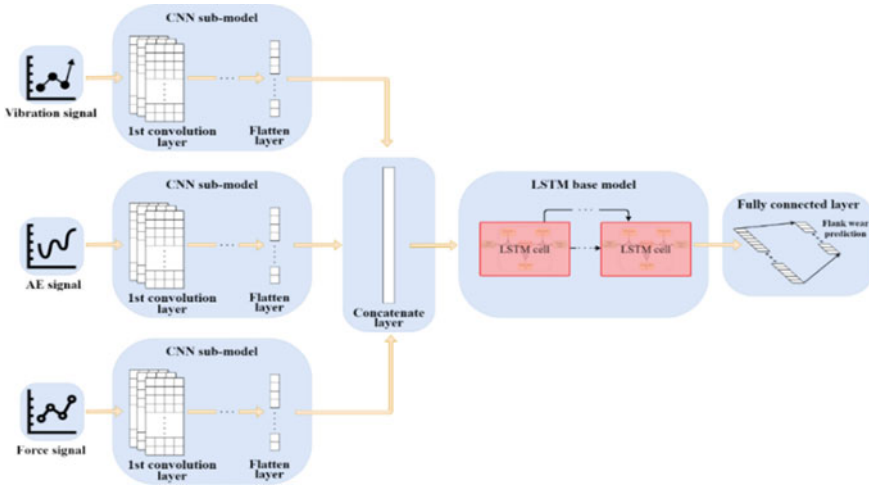 CNN sub-model
Vibration signal
1st convolution
layer
Flatten
layer
CNN sub-model
AE signal
1st convolution
layer
Flatten
layer
Concatenate
layer
LSTM base model
LSTM cell
LSTM cell
Fully connected layer
Flank wear
prediction
CNN sub-model
Force signal
1st convolution
layer
Flatten
layer